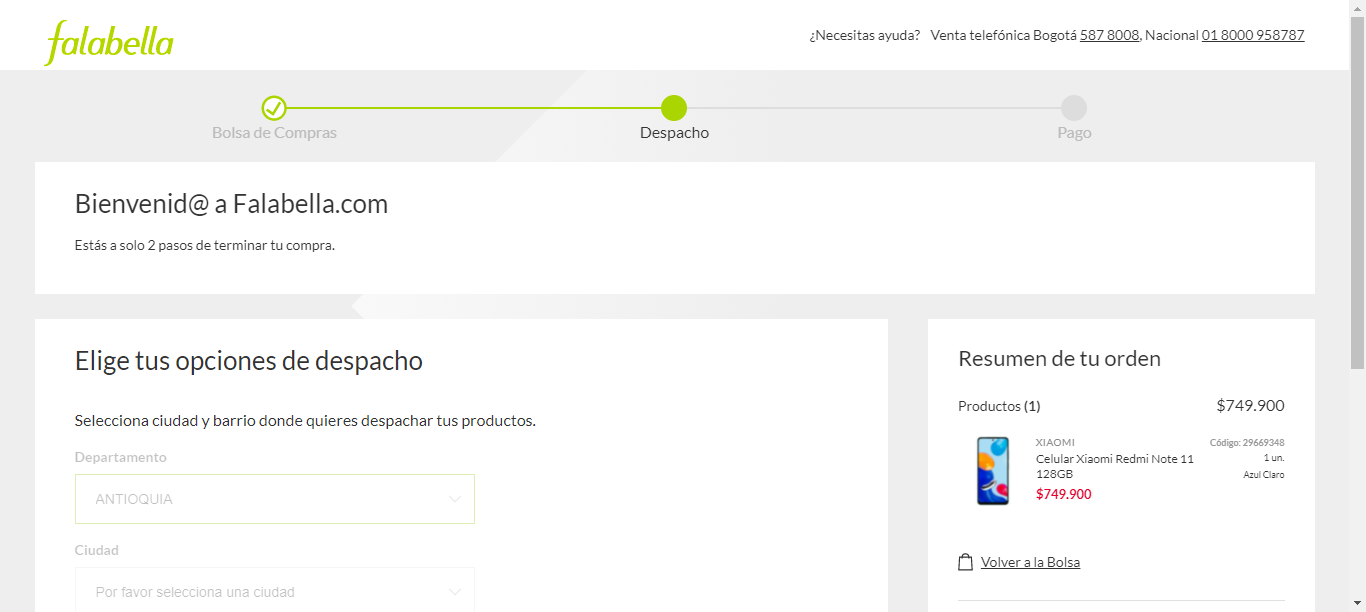 falabella
¿Necesitas ayuda? Venta telefónica Bogotá 587 8008, Nacional 01 8000 958787
Bolsa de Compras
Despacho
Pago
Bienvenid@ a Falabella.com
Estás a solo 2 pasos de terminar tu compra.
Elige tus opciones de despacho
Selecciona ciudad y barrio donde quieres despachar tus productos.
Departamento
ANTIOQUIA
Ciudad
Por favor selecciona una ciudad
Resumen de tu orden
Productos (1) $749.900
XIAOMI Código: 29669348
Celular Xiaomi Redmi Note 11 1 un.
128GB Azul Claro
$749.900
Volver a la Bolsa